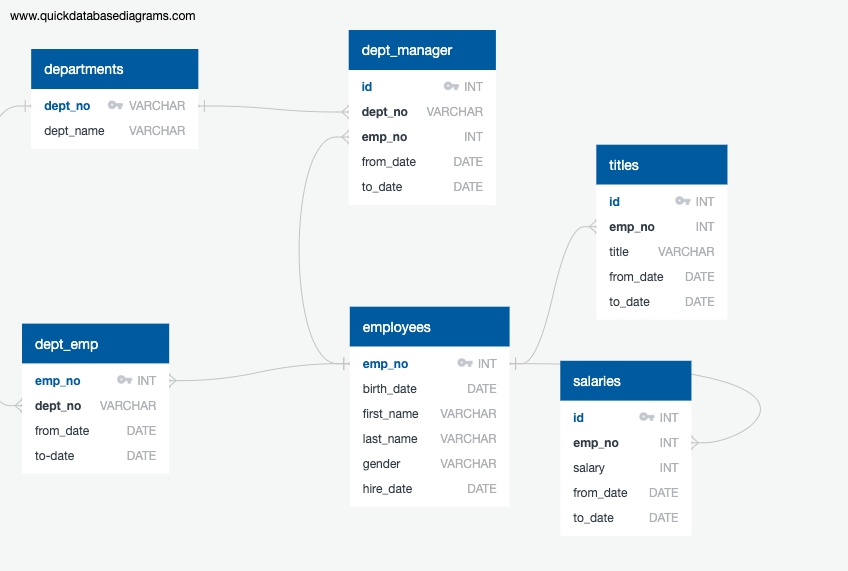 www.quickdatabasediagrams.com
departments
dept_no VARCHAR
dept_name VARCHAR
dept_manager
id INT
dept_no VARCHAR
emp_no INT
from_date DATE
to_date DATE
titles
id INT
emp_no INT
title VARCHAR
from_date DATE
to_date DATE
dept_emp
emp_no INT
dept_no VARCHAR
from_date DATE
to-date DATE
employees
emp_no INT
birth_date DATE
first_name VARCHAR
last_name VARCHAR
gender VARCHAR
hire_date DATE
salaries
id INT
emp_no INT
salary INT
from_date DATE
to_date DATE